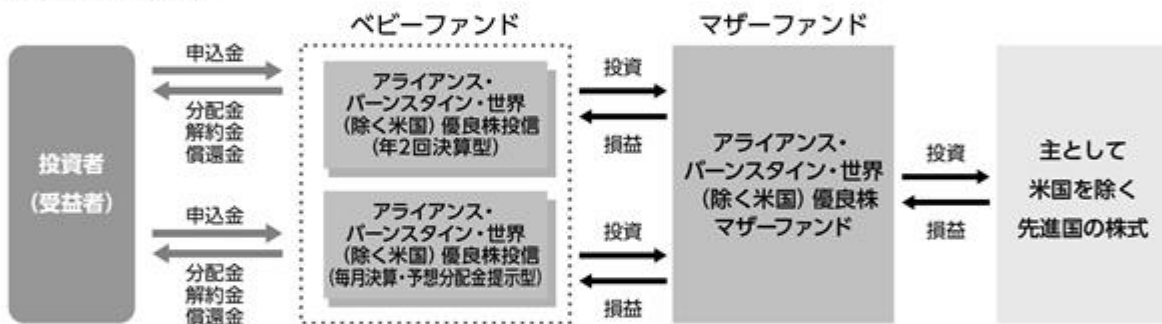 ベビーファンド
マザーファンド
投資者
(受益者)
申込金
分配金
解約金
償還金
アライアンス・
バーンスタイン・世界
(除く米国)優良株投信
(年2回決算型)
投資
損益
申込金
分配金
解約金
償還金
アライアンス・
バーンスタイン・世界
(除く米国)優良株投信
(毎月決算・予想分配金提示型)
投資
損益
アライアンス・
バーンスタイン・世界
(除く米国)優良株
マザーファンド
投資
損益
主として
米国を除く
先進国の株式